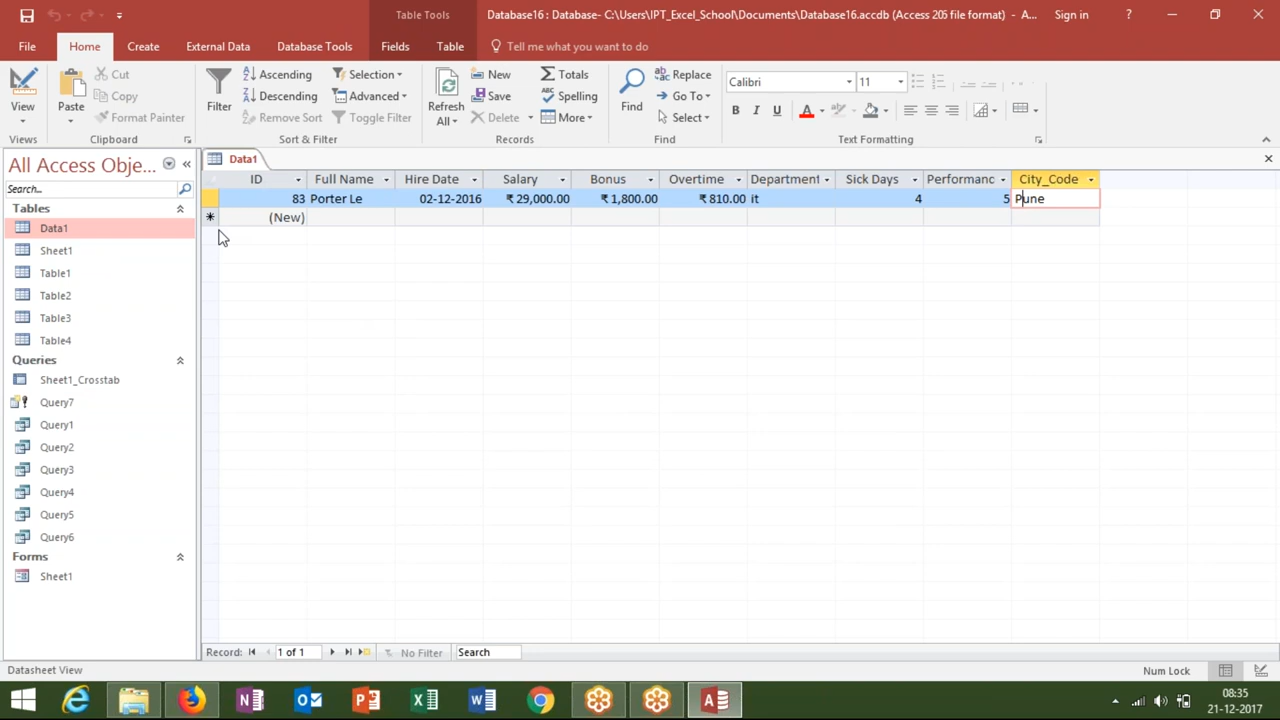 Table Tools
Database16 : Database- C:\Users\IPT_Excel_School\Documents\Database16.accdb (Access 205 file format) - A...
Sign in
?
File Home Create External Data Database Tools Fields Table Tell me what you want to do
View
Views
Paste
Cut
Copy
Format Painter
Clipboard
Filter
Ascending
Descending
Remove Sort
Selection
Advanced
Toggle Filter
Sort & Filter
Refresh
All
New
Save
Delete
Totals
Spelling
More
Records
Find
Replace
Go To
Select
Find
Calibri 11
B I U A
Text Formatting
All Access Obje...
Search...
Tables
Data1
Sheet1
Table1
Table2
Table3
Table4
Queries
Sheet1_Crosstab
Query7
Query1
Query2
Query3
Query4
Query5
Query6
Forms
Sheet1
Data1
ID Full Name Hire Date Salary Bonus Overtime Department Sick Days Performanc City_Code
83 Porter Le 02-12-2016 ₹ 29,000.00 ₹ 1,800.00 ₹ 810.00 it 4 5 Pune
* (New)
Record: 1 of 1 No Filter Search
Datasheet View
Num Lock
08:35
21-12-2017